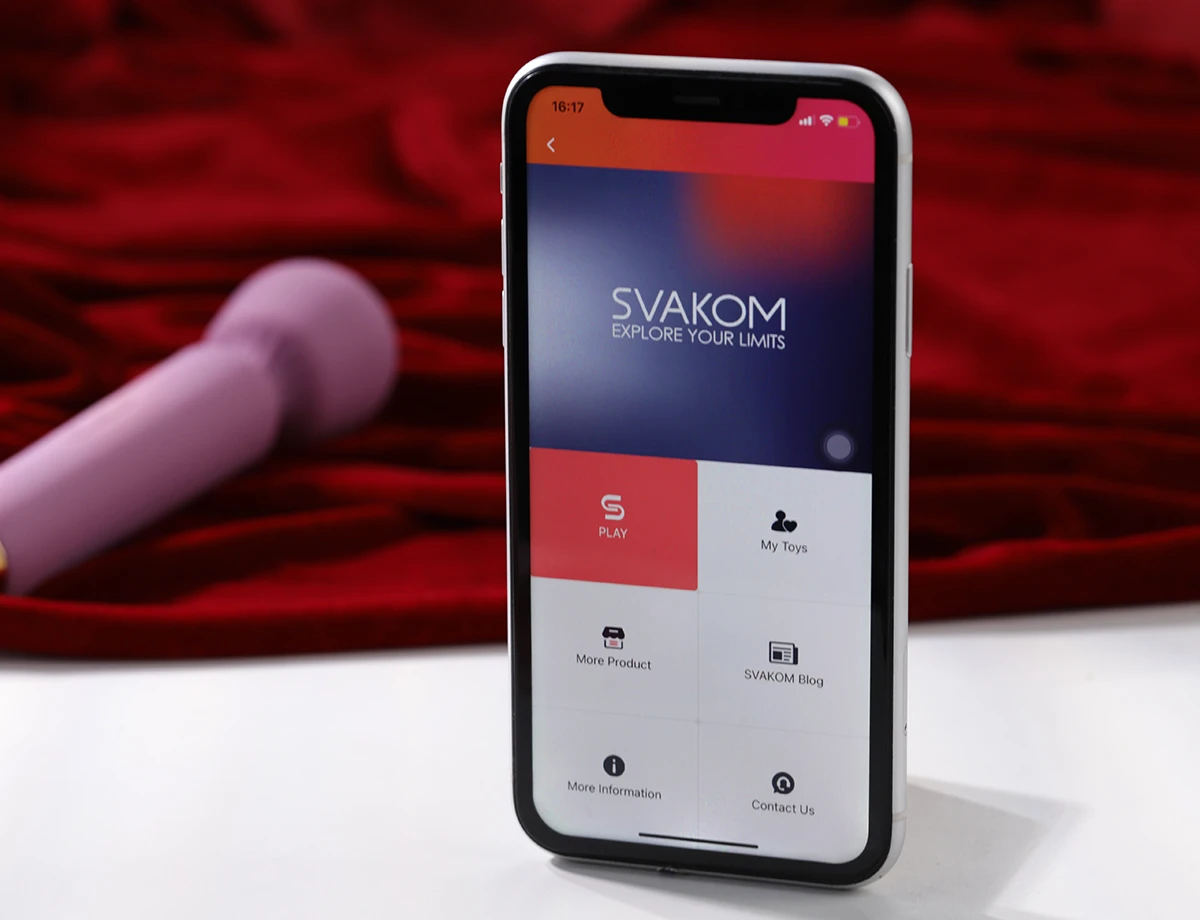 16:17
SVAKOM
EXPLORE YOUR LIMITS
PLAY
My Toys
More Product
SVAKOM Blog
More Information
Contact Us